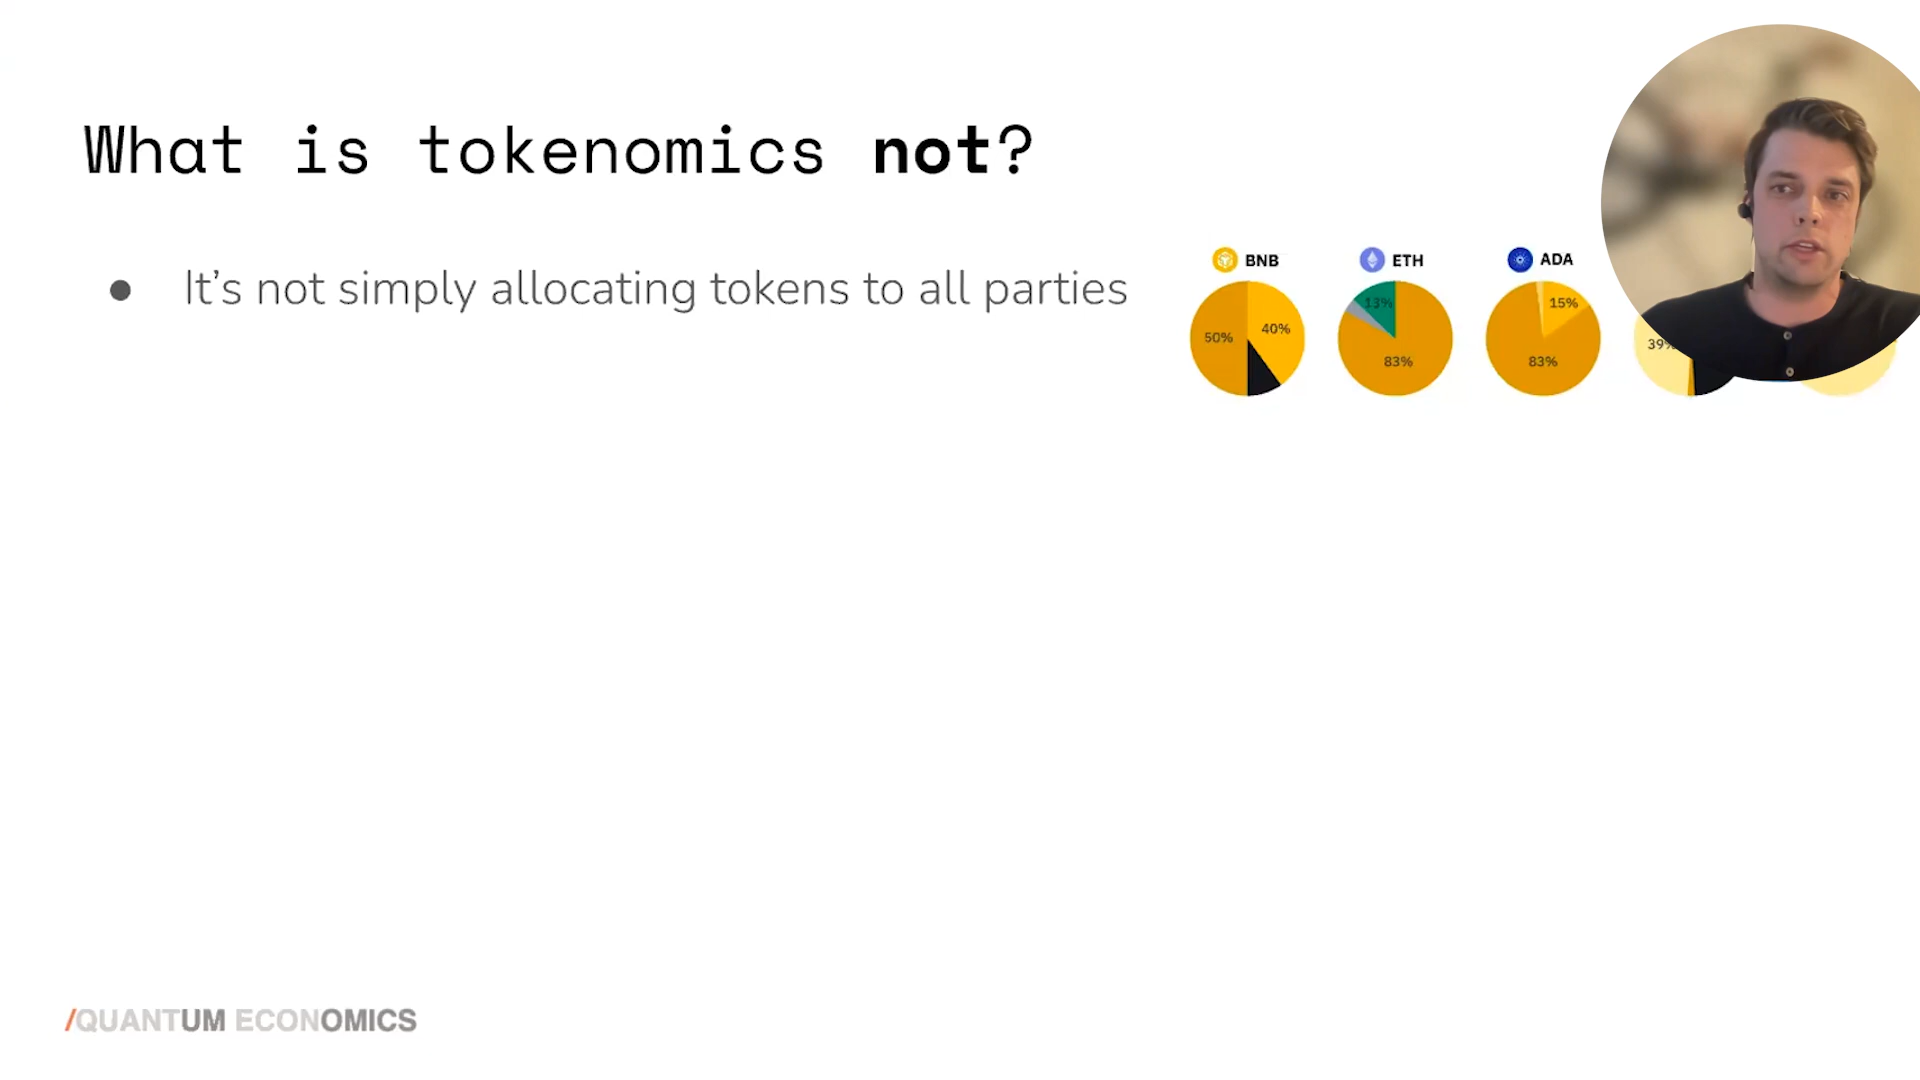 What is tokenomics not?
It’s not simply allocating tokens to all parties
BNB
ETH
ADA
50%
40%
13%
83%
15%
83%
/QUANTUM ECONOMICS